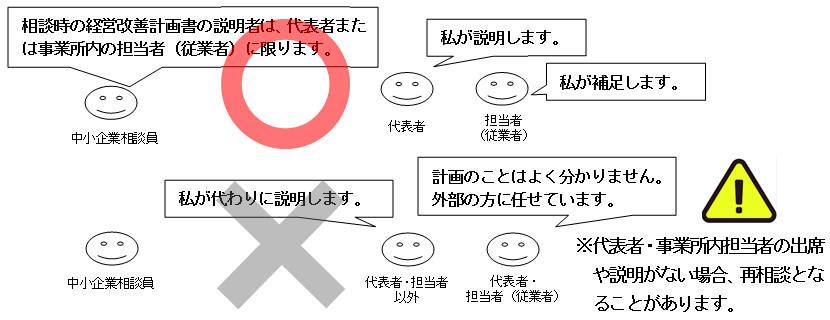 相談時の経営改善計画書の説明者は、代表者また
は事業所内の担当者（従業者）に限ります。
私が説明します。
私が補足します。
中小企業相談員
代表者
担当者
（従業者）
私が代わりに説明します。
計画のことはよく分かりません。
外部の方に任せています。
中小企業相談員
代表者・担当者
以外
代表者・
担当者（従業者）
※代表者・事業所内担当者の出席
や説明がない場合、再相談とな
ることがあります。